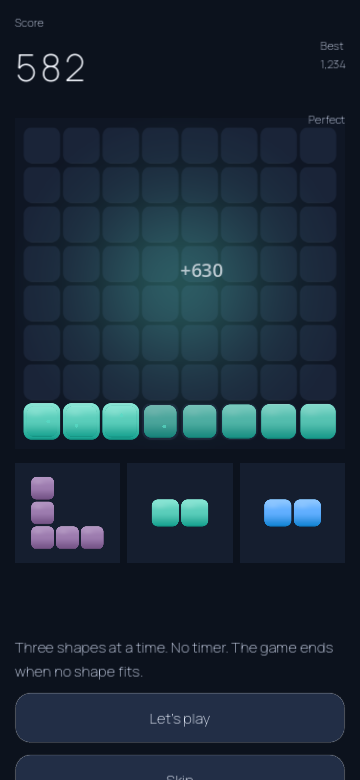 Score
582
Best
1,234
Perfect
+630
Three shapes at a time. No timer. The game ends
when no shape fits.
Let's play
Skip